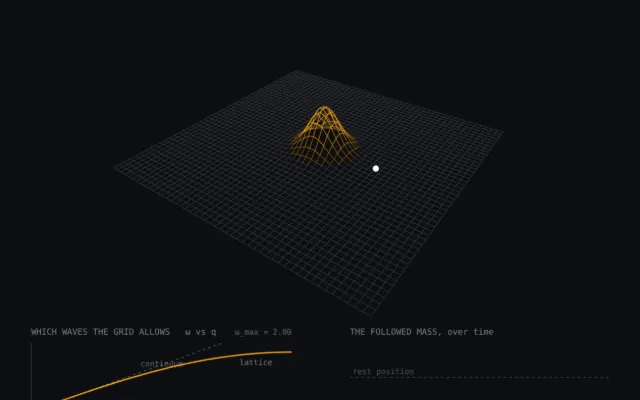 WHICH WAVES THE GRID ALLOWS ω vs q ω_max = 2.00
THE FOLLOWED MASS, over time
continuum
lattice
rest position